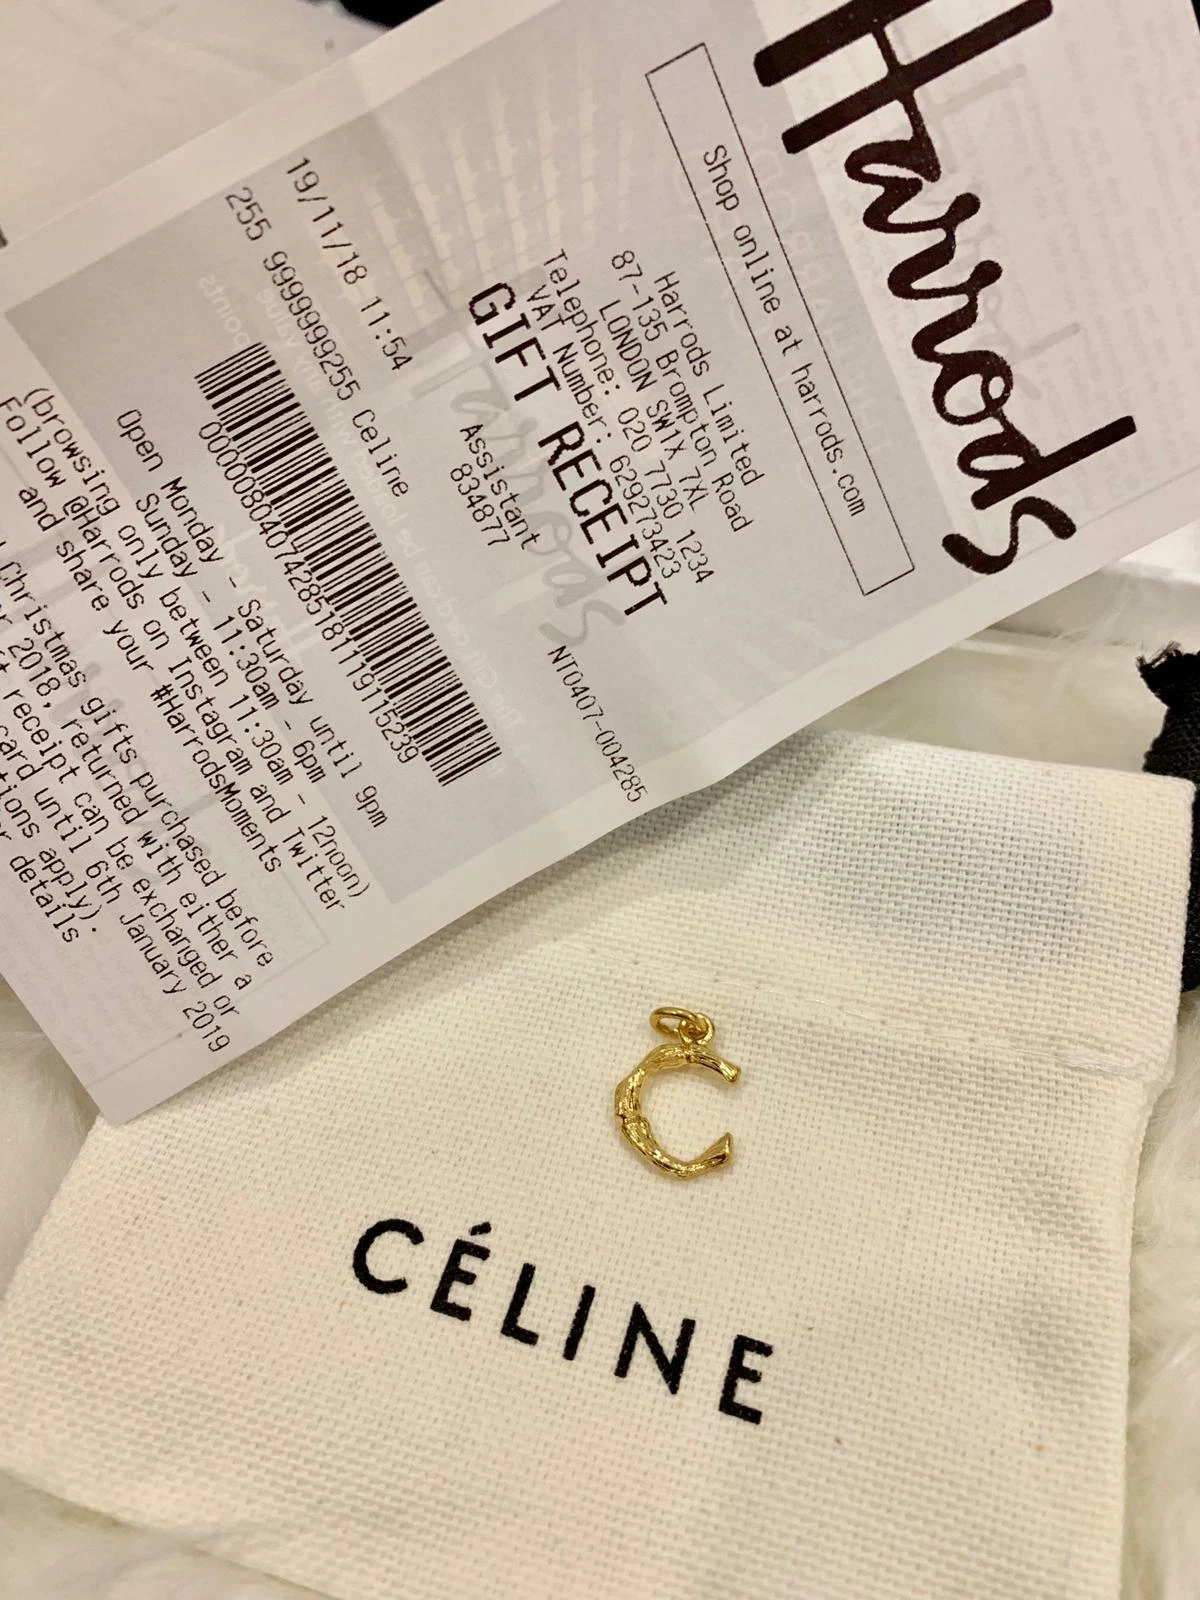 Harrods
Shop online at harrods.com
Harrods Limited
87-135 Brompton Road
LONDON SW1X 7XL
Telephone: 020 7730 1234
VAT Number: 629273423
GIFT RECEIPT
Assistant
834877
NT0407-004285
19/11/18 11:54
255 9999999255 Celine
Open Monday - Saturday until 9pm
Sunday - 11:30am - 6pm
(browsing only between 11:30am - 12noon)
Follow @Harrods on Instagram and Twitter
and share your #HarrodsMoments
Christmas gifts purchased before
2018, returned with either a
receipt can be exchanged or
card until 6th January 2019
apply).
details
C
CÉLINE